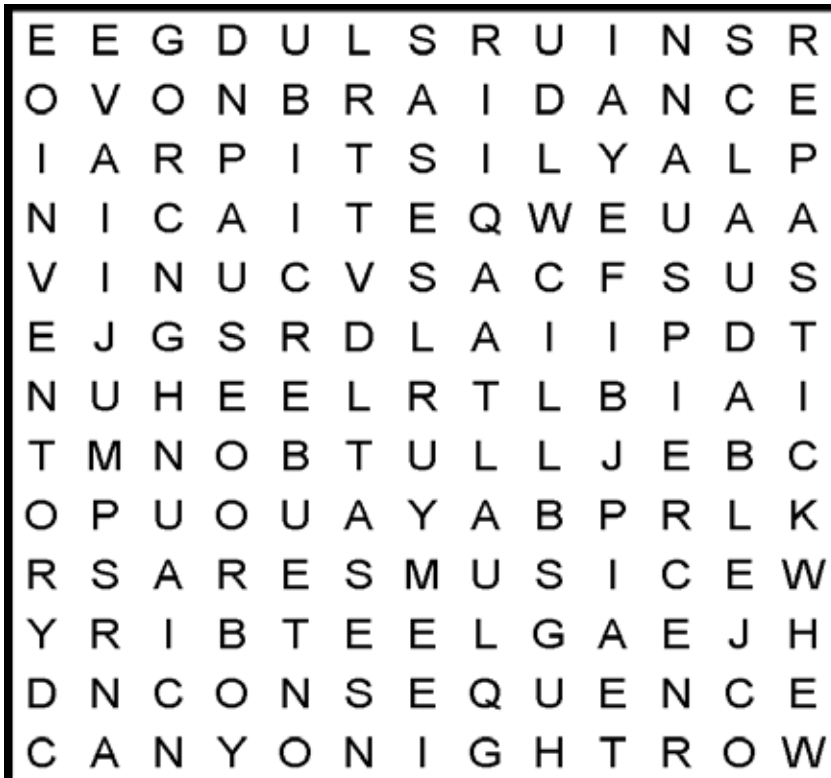 E E G D U L S R U I N S R
O V O N B R A I D A N C E
I A R P I T S I L Y A L P
N I C A I T E Q W E U A A
V I N U C V S A C F S U S
E J G S R D L A I I P D T
N U H E E L R T L B I A I
T M N O B T U L L J E B C
O P U O U A Y A B P R L K
R S A R E S M U S I C E W
Y R I B T E E L G A E J H
D N C O N S E Q U E N C E
C A N Y O N I G H T R O W